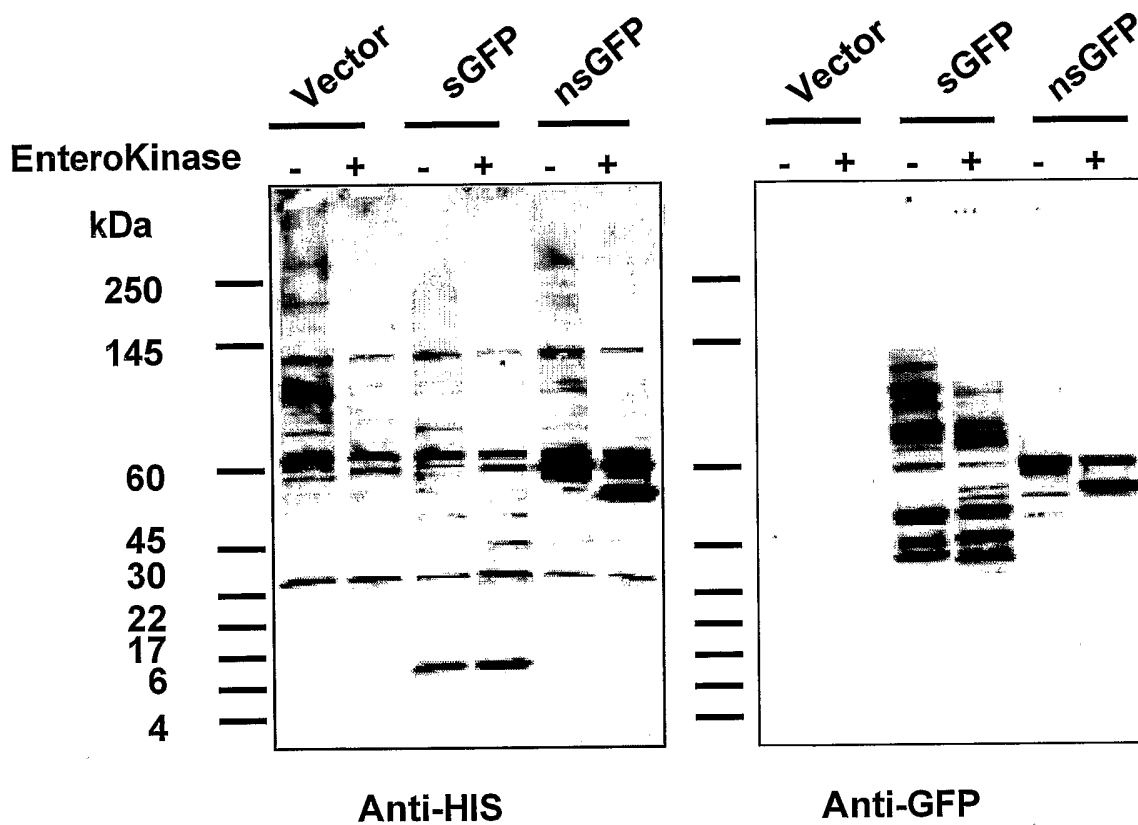 Vector sGFP nsGFP Vector sGFP nsGFP
EnteroKinase - + - + - + - + - + - +
kDa
250
145
60
45
30
22
17
6
4
Anti-HIS Anti-GFP